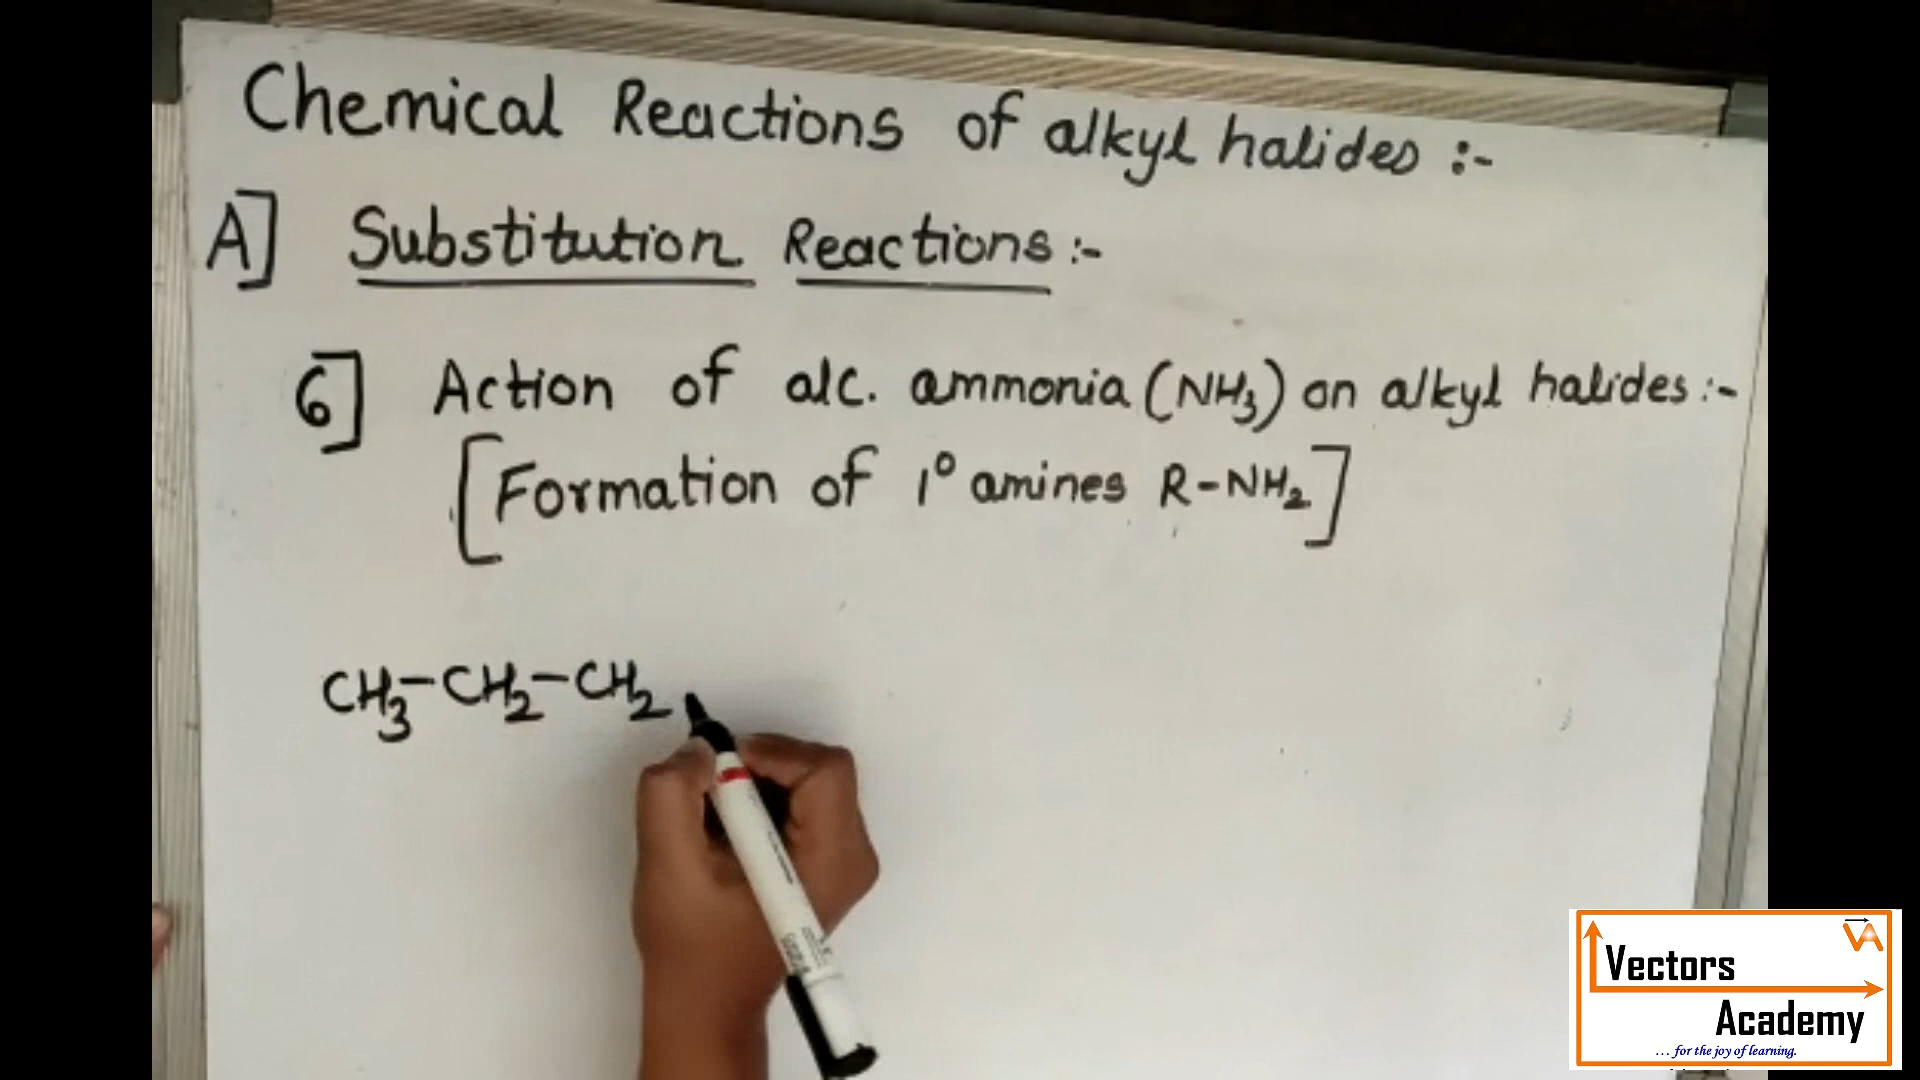 Chemical Reactions of alkyl halides :-
A] Substitution Reactions :-
6] Action of alc. ammonia (NH₃) on alkyl halides :-
[Formation of 1° amines R-NH₂]
CH₃-CH₂-CH₂
VA
Vectors
Academy
... for the joy of learning.